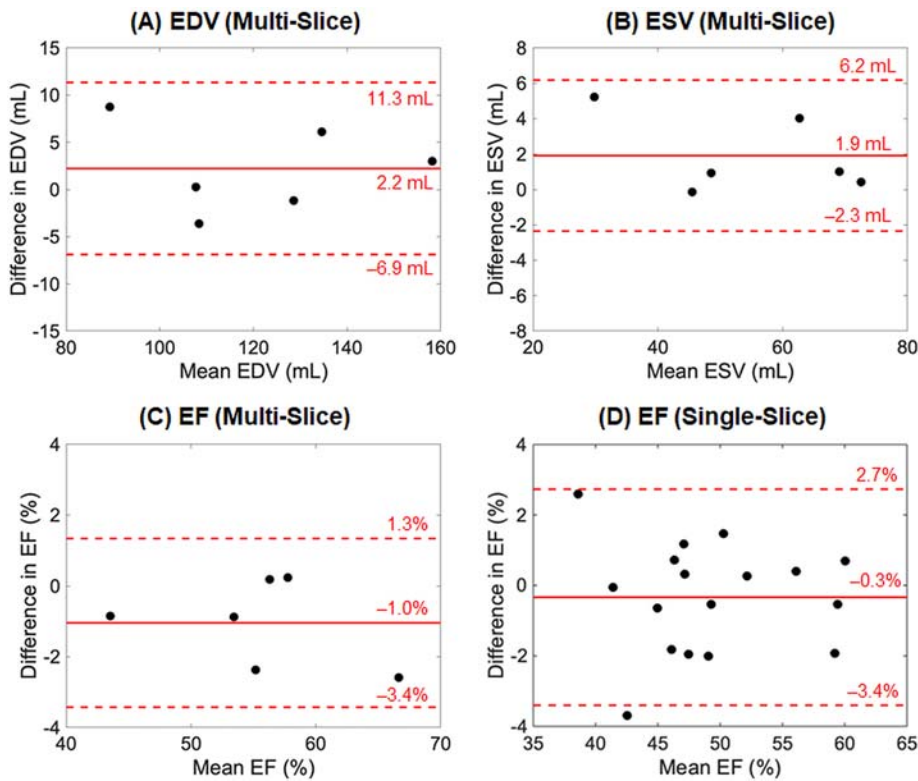 (A) EDV (Multi-Slice)
15
10
5
0
-5
-10
-15
Difference in EDV (mL)
11.3 mL
2.2 mL
–6.9 mL
80 100 120 140 160
Mean EDV (mL)
(B) ESV (Multi-Slice)
8
6
4
2
0
-2
-4
-6
-8
Difference in ESV (mL)
6.2 mL
1.9 mL
–2.3 mL
20 40 60 80
Mean ESV (mL)
(C) EF (Multi-Slice)
4
2
0
-2
-4
Difference in EF (%)
1.3%
–1.0%
–3.4%
40 50 60 70
Mean EF (%)
(D) EF (Single-Slice)
4
2
0
-2
-4
Difference in EF (%)
2.7%
–0.3%
–3.4%
35 40 45 50 55 60 65
Mean EF (%)